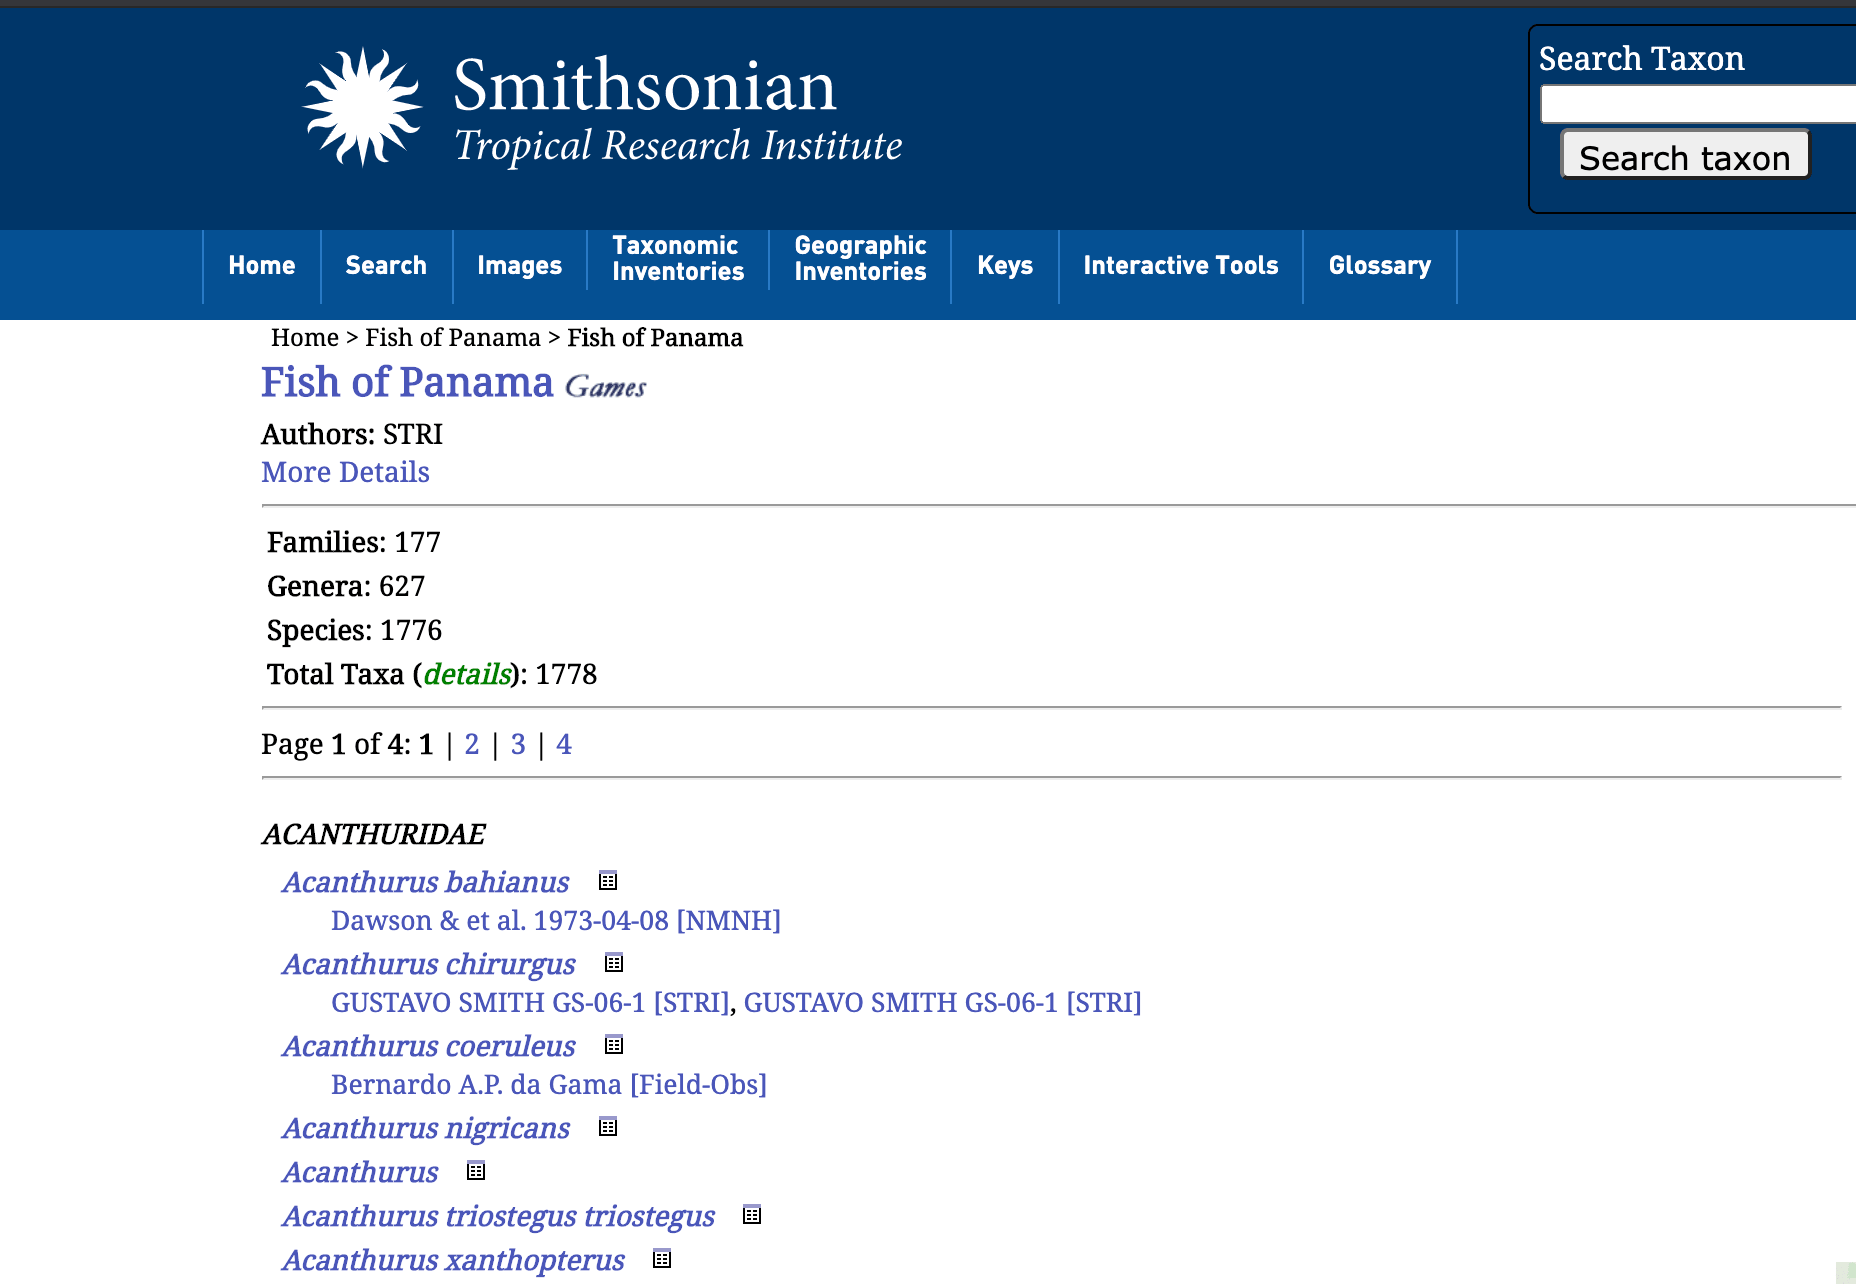 Smithsonian
Tropical Research Institute
Search Taxon
Search taxon
Home
Search
Images
Taxonomic
Inventories
Geographic
Inventories
Keys
Interactive Tools
Glossary
Home > Fish of Panama > Fish of Panama
Fish of Panama Games
Authors: STRI
More Details
Families: 177
Genera: 627
Species: 1776
Total Taxa (details): 1778
Page 1 of 4: 1 | 2 | 3 | 4
ACANTHURIDAE
Acanthurus bahianus
Dawson & et al. 1973-04-08 [NMNH]
Acanthurus chirurgus
GUSTAVO SMITH GS-06-1 [STRI], GUSTAVO SMITH GS-06-1 [STRI]
Acanthurus coeruleus
Bernardo A.P. da Gama [Field-Obs]
Acanthurus nigricans
Acanthurus
Acanthurus triostegus triostegus
Acanthurus xanthopterus